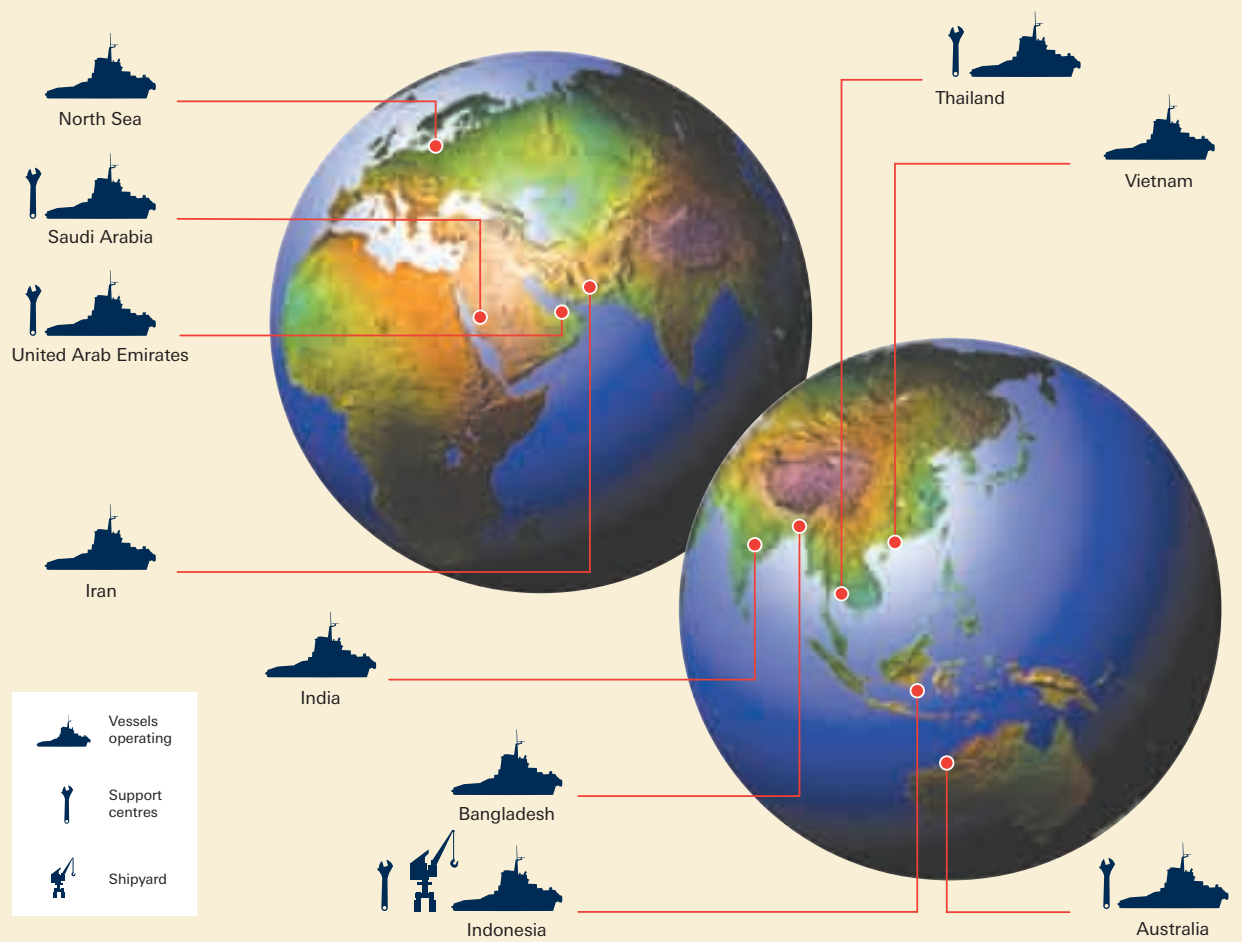 North Sea
Saudi Arabia
United Arab Emirates
Iran
India
Bangladesh
Indonesia
Thailand
Vietnam
Australia
Vessels
operating
Support
centres
Shipyard